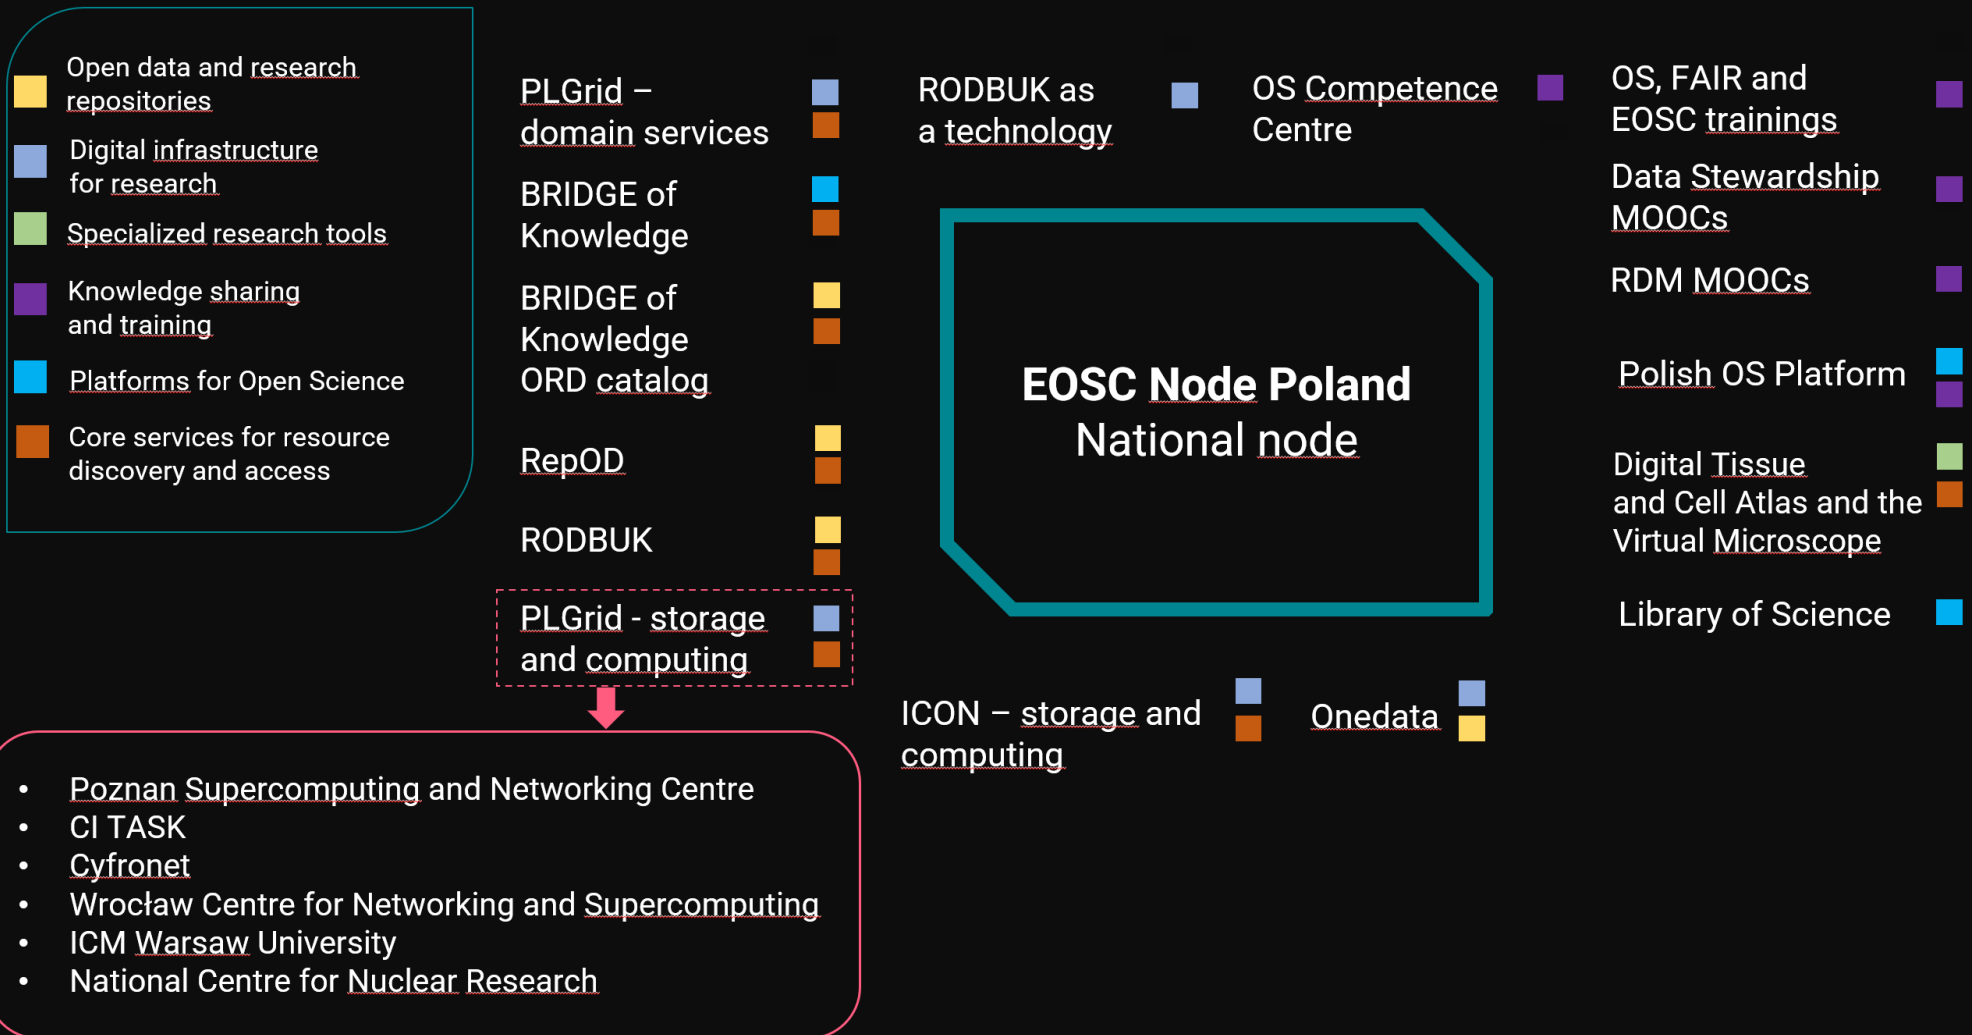 Open data and research
repositories
Digital infrastructure
for research
Specialized research tools
Knowledge sharing
and training
Platforms for Open Science
Core services for resource
discovery and access
PLGrid –
domain services
BRIDGE of
Knowledge
BRIDGE of
Knowledge
ORD catalog
RepOD
RODBUK
PLGrid - storage
and computing
• Poznan Supercomputing and Networking Centre
• CI TASK
• Cyfronet
• Wrocław Centre for Networking and Supercomputing
• ICM Warsaw University
• National Centre for Nuclear Research
RODBUK as
a technology
OS Competence
Centre
EOSC Node Poland
National node
ICON – storage and
computing
Onedata
OS, FAIR and
EOSC trainings
Data Stewardship
MOOCs
RDM MOOCs
Polish OS Platform
Digital Tissue
and Cell Atlas and the
Virtual Microscope
Library of Science